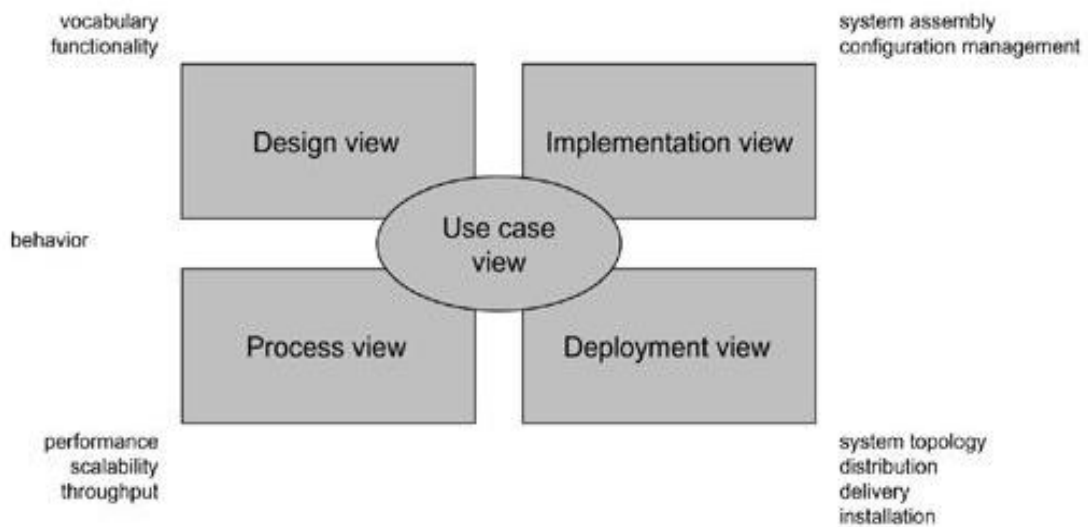 vocabulary
functionality
system assembly
configuration management
Design view
Implementation view
behavior
Use case
view
Process view
Deployment view
performance
scalability
throughput
system topology
distribution
delivery
installation